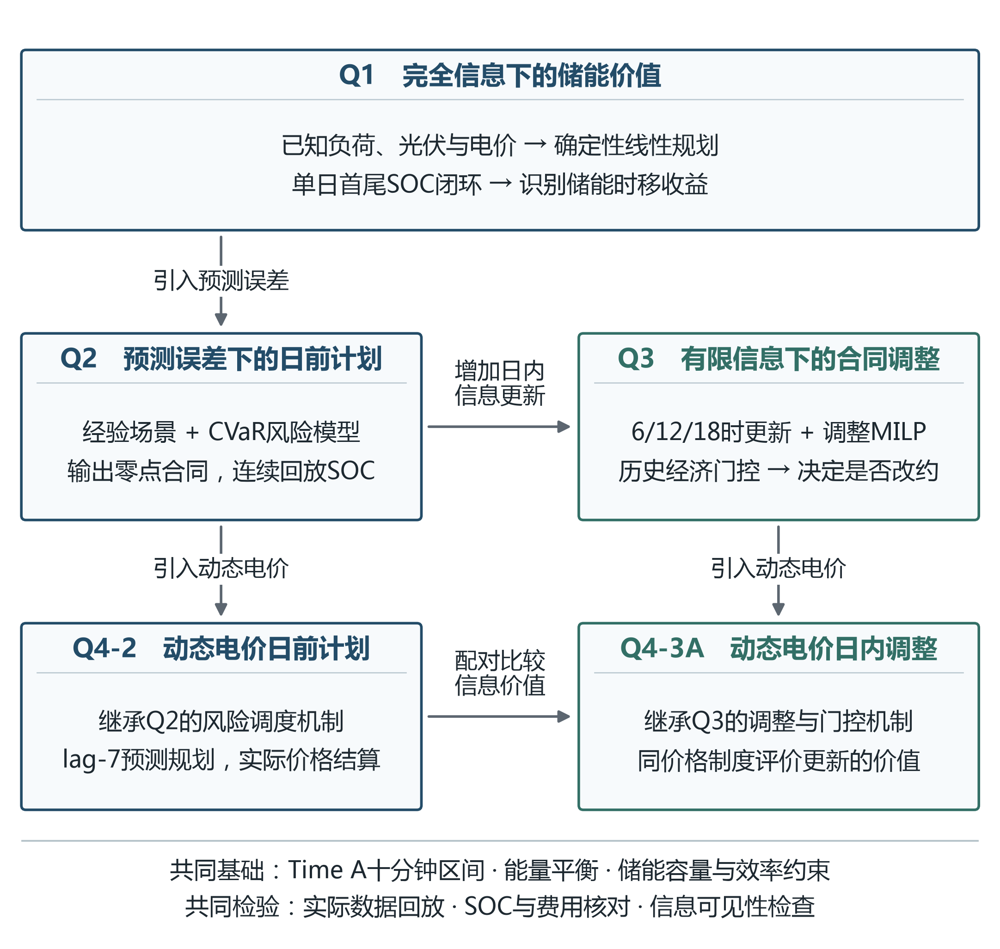 Q1 完全信息下的储能价值
已知负荷、光伏与电价 → 确定性线性规划
单日首尾SOC闭环 → 识别储能时移收益
引入预测误差
Q2 预测误差下的日前计划
经验场景 + CVaR风险模型
输出零点合同，连续回放SOC
增加日内
信息更新
Q3 有限信息下的合同调整
6/12/18时更新 + 调整MILP
历史经济门控 → 决定是否改约
引入动态电价
引入动态电价
Q4-2 动态电价日前计划
继承Q2的风险调度机制
lag-7预测规划，实际价格结算
配对比较
信息价值
Q4-3A 动态电价日内调整
继承Q3的调整与门控机制
同价格制度评价更新的价值
共同基础：Time A十分钟区间 · 能量平衡 · 储能容量与效率约束
共同检验：实际数据回放 · SOC与费用核对 · 信息可见性检查